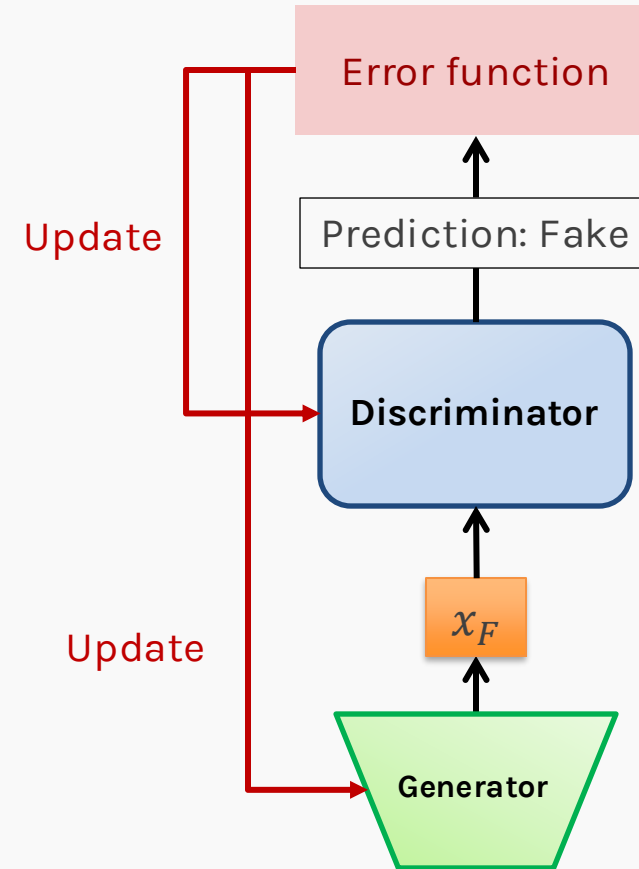 Error function
Update
Prediction: Fake
Discriminator
x_F
Update
Generator